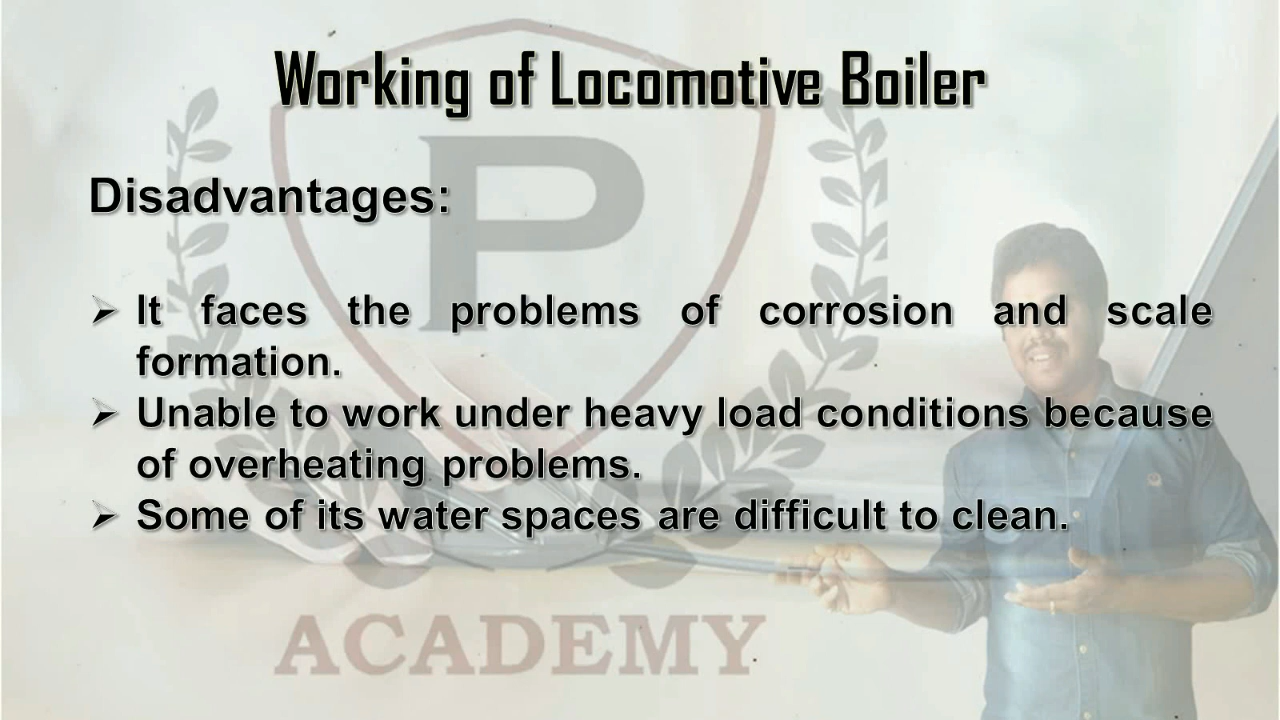 Working of Locomotive Boiler
Disadvantages:
➢ It faces the problems of corrosion and scale
formation.
➢ Unable to work under heavy load conditions because
of overheating problems.
➢ Some of its water spaces are difficult to clean.
P
ACADEMY